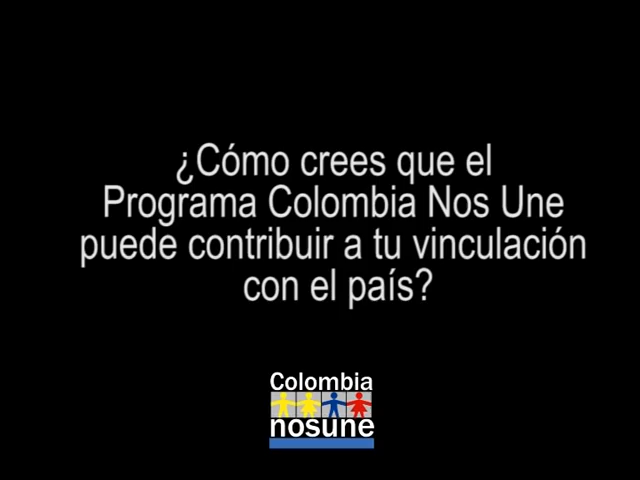 ¿Cómo crees que el
Programa Colombia Nos Une
puede contribuir a tu vinculación
con el país?
Colombia
nosune